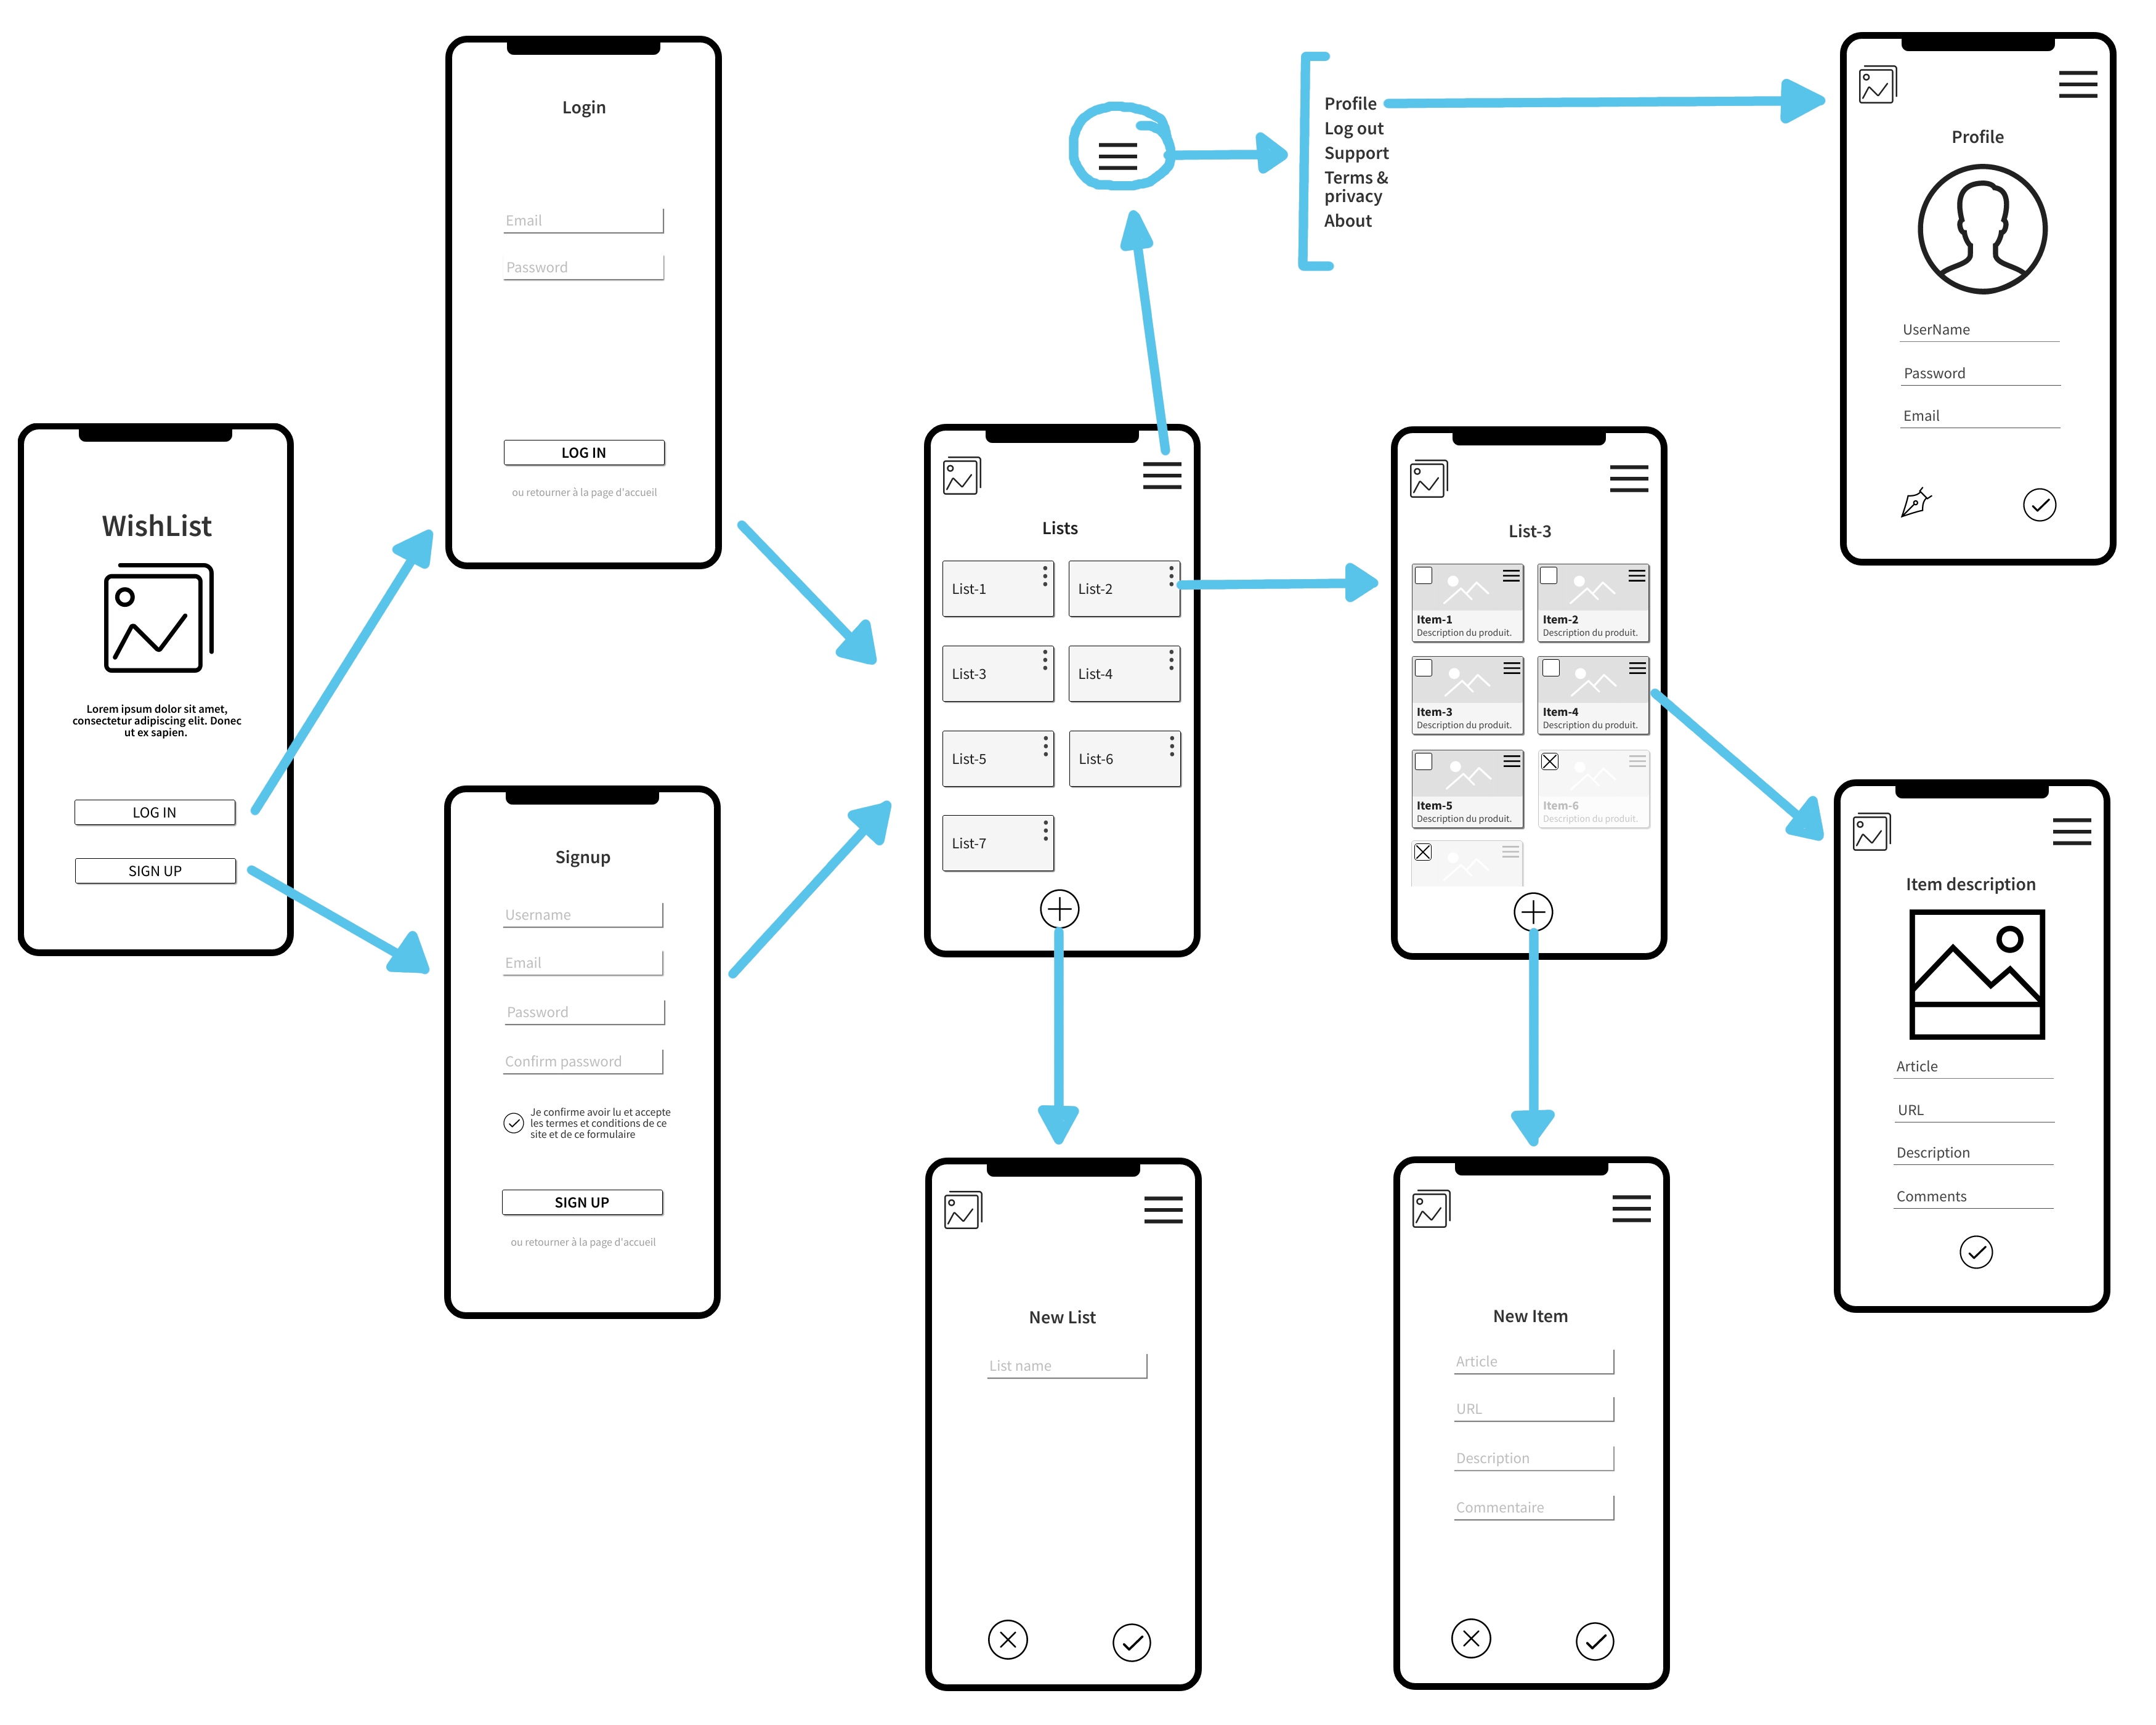 WishList
Lorem ipsum dolor sit amet,
consectetur adipiscing elit. Donec
ut ex sapien.
LOG IN
SIGN UP
Login
Email
Password
LOG IN
ou retourner à la page d'accueil
Signup
Username
Email
Password
Confirm password
Je confirme avoir lu et accepte
les termes et conditions de ce
site et de ce formulaire
SIGN UP
ou retourner à la page d'accueil
Lists
List-1
List-2
List-3
List-4
List-5
List-6
List-7
New List
List name
Profile
Log out
Support
Terms &
privacy
About
List-3
Item-1
Description du produit.
Item-2
Description du produit.
Item-3
Description du produit.
Item-4
Description du produit.
Item-5
Description du produit.
Item-6
Description du produit.
New Item
Article
URL
Description
Commentaire
Profile
UserName
Password
Email
Item description
Article
URL
Description
Comments